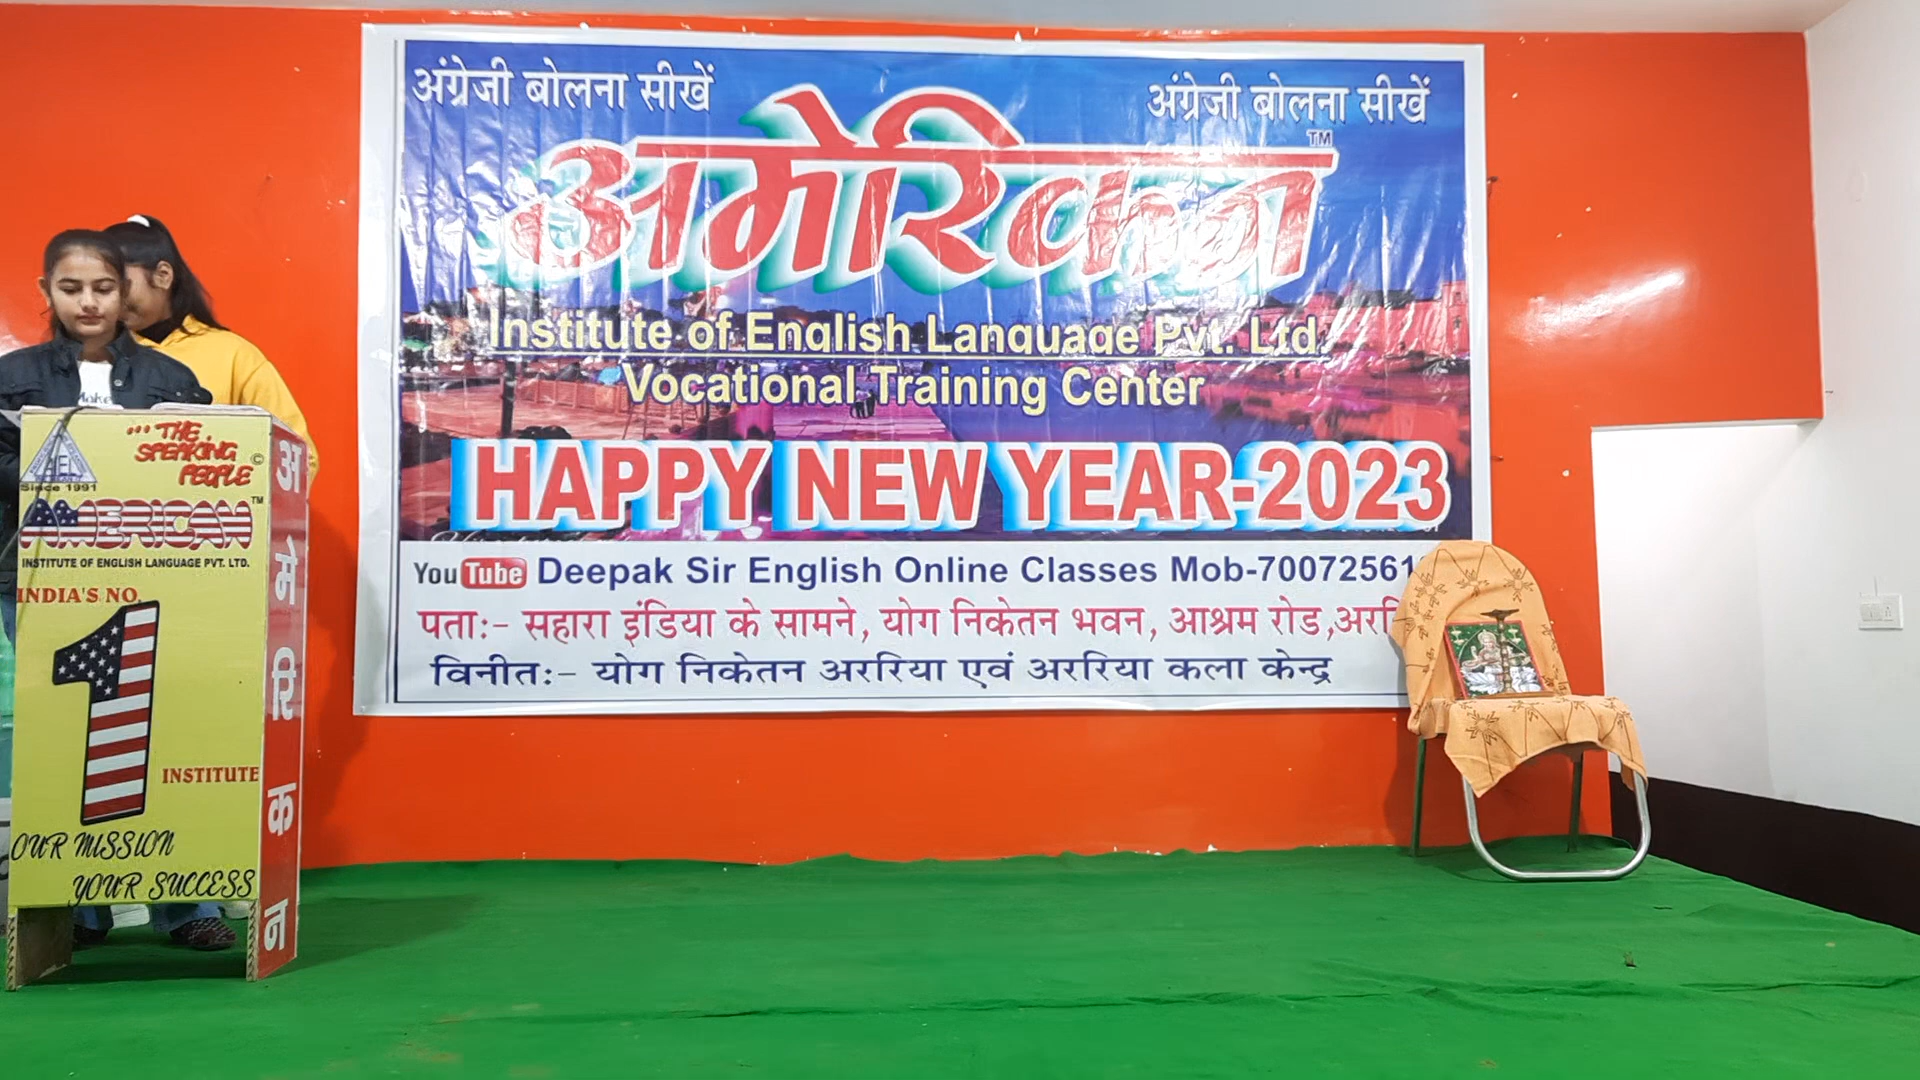 अंग्रेजी बोलना सीखें
अंग्रेजी बोलना सीखें
अमेरिकन TM
Institute of English Language Pvt. Ltd.
Vocational Training Center
HAPPY NEW YEAR-2023
YouTube Deepak Sir English Online Classes Mob-70072561
पताः- सहारा इंडिया के सामने, योग निकेतन भवन, आश्रम रोड,
विनीतः- योग निकेतन अररिया एवं अररिया कला केन्द्र
...THE
SPEAKING
PEOPLE ©
Since 1991
AMERICAN TM
INSTITUTE OF ENGLISH LANGUAGE PVT. LTD.
INDIA'S NO.
1
INSTITUTE
OUR MISSION
YOUR SUCCESS
अ
मे
रि
क
न
Make